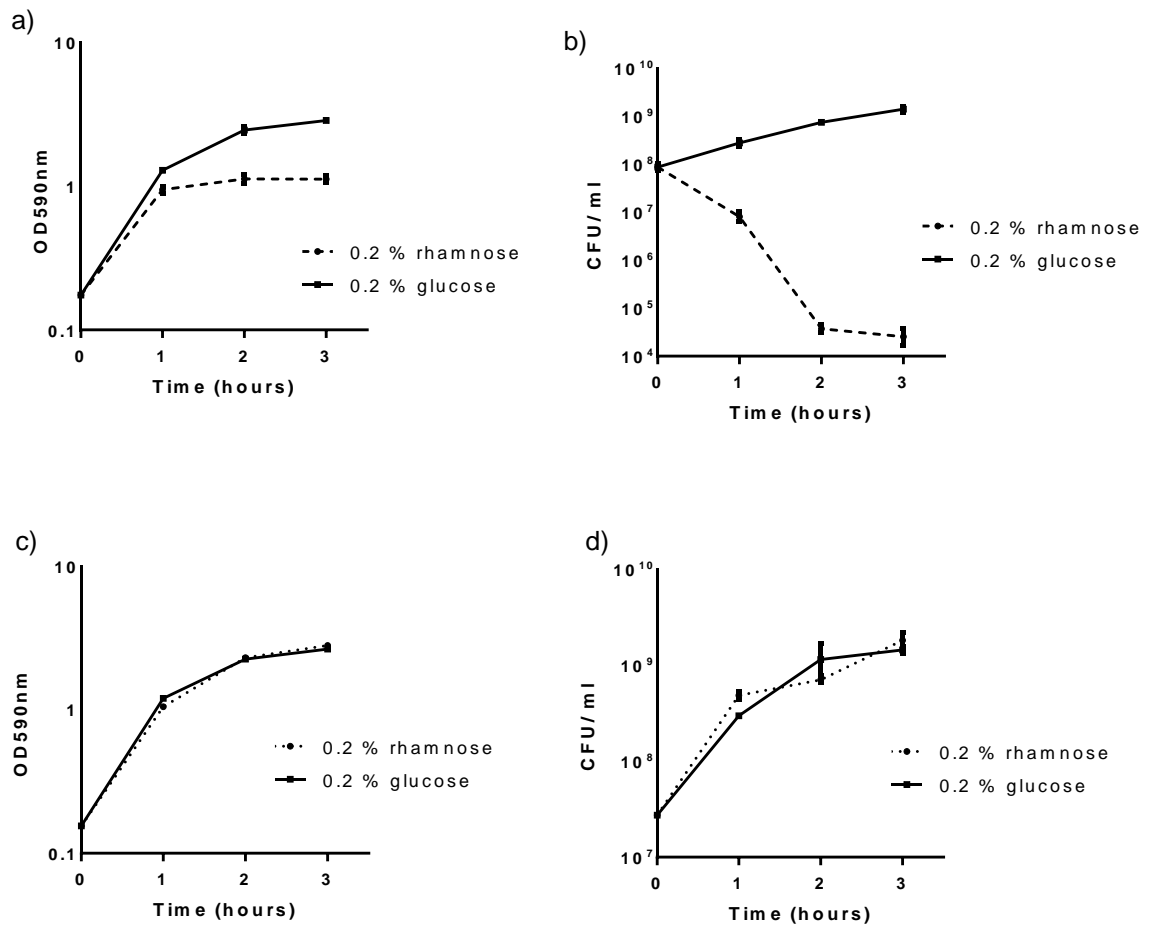 a)
10
1
0.1
OD590nm
0 1 2 3
Time (hours)
0.2 % rhamnose
0.2 % glucose
b)
10^10
10^9
10^8
10^7
10^6
10^5
10^4
CFU/ml
0 1 2 3
Time (hours)
0.2 % rhamnose
0.2 % glucose
c)
10
1
0.1
OD590nm
0 1 2 3
Time (hours)
0.2 % rhamnose
0.2 % glucose
d)
10^10
10^9
10^8
10^7
CFU/ml
0 1 2 3
Time (hours)
0.2 % rhamnose
0.2 % glucose